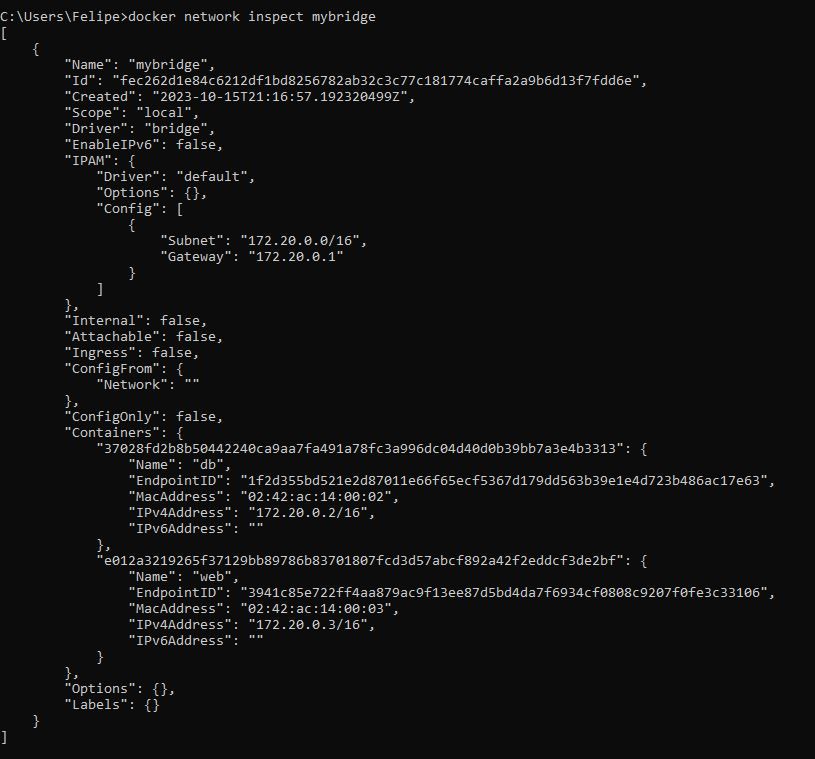 C:\Users\Felipe>docker network inspect mybridge
[
    {
        "Name": "mybridge",
        "Id": "fec262d1e84c6212df1bd8256782ab32c3c77c181774caffa2a9b6d13f7fdd6e",
        "Created": "2023-10-15T21:16:57.192320499Z",
        "Scope": "local",
        "Driver": "bridge",
        "EnableIPv6": false,
        "IPAM": {
            "Driver": "default",
            "Options": {},
            "Config": [
                {
                    "Subnet": "172.20.0.0/16",
                    "Gateway": "172.20.0.1"
                }
            ]
        },
        "Internal": false,
        "Attachable": false,
        "Ingress": false,
        "ConfigFrom": {
            "Network": ""
        },
        "ConfigOnly": false,
        "Containers": {
            "37028fd2b8b50442240ca9aa7fa491a78fc3a996dc04d40d0b39bb7a3e4b3313": {
                "Name": "db",
                "EndpointID": "1f2d355bd521e2d87011e66f65ecf5367d179dd563b39e1e4d723b486ac17e63",
                "MacAddress": "02:42:ac:14:00:02",
                "IPv4Address": "172.20.0.2/16",
                "IPv6Address": ""
            },
            "e012a3219265f37129bb89786b83701807fcd3d57abcf892a42f2eddcf3de2bf": {
                "Name": "web",
                "EndpointID": "3941c85e722ff4aa879ac9f13ee87d5bd4da7f6934cf0808c9207f0fe3c33106",
                "MacAddress": "02:42:ac:14:00:03",
                "IPv4Address": "172.20.0.3/16",
                "IPv6Address": ""
            }
        },
        "Options": {},
        "Labels": {}
    }
]